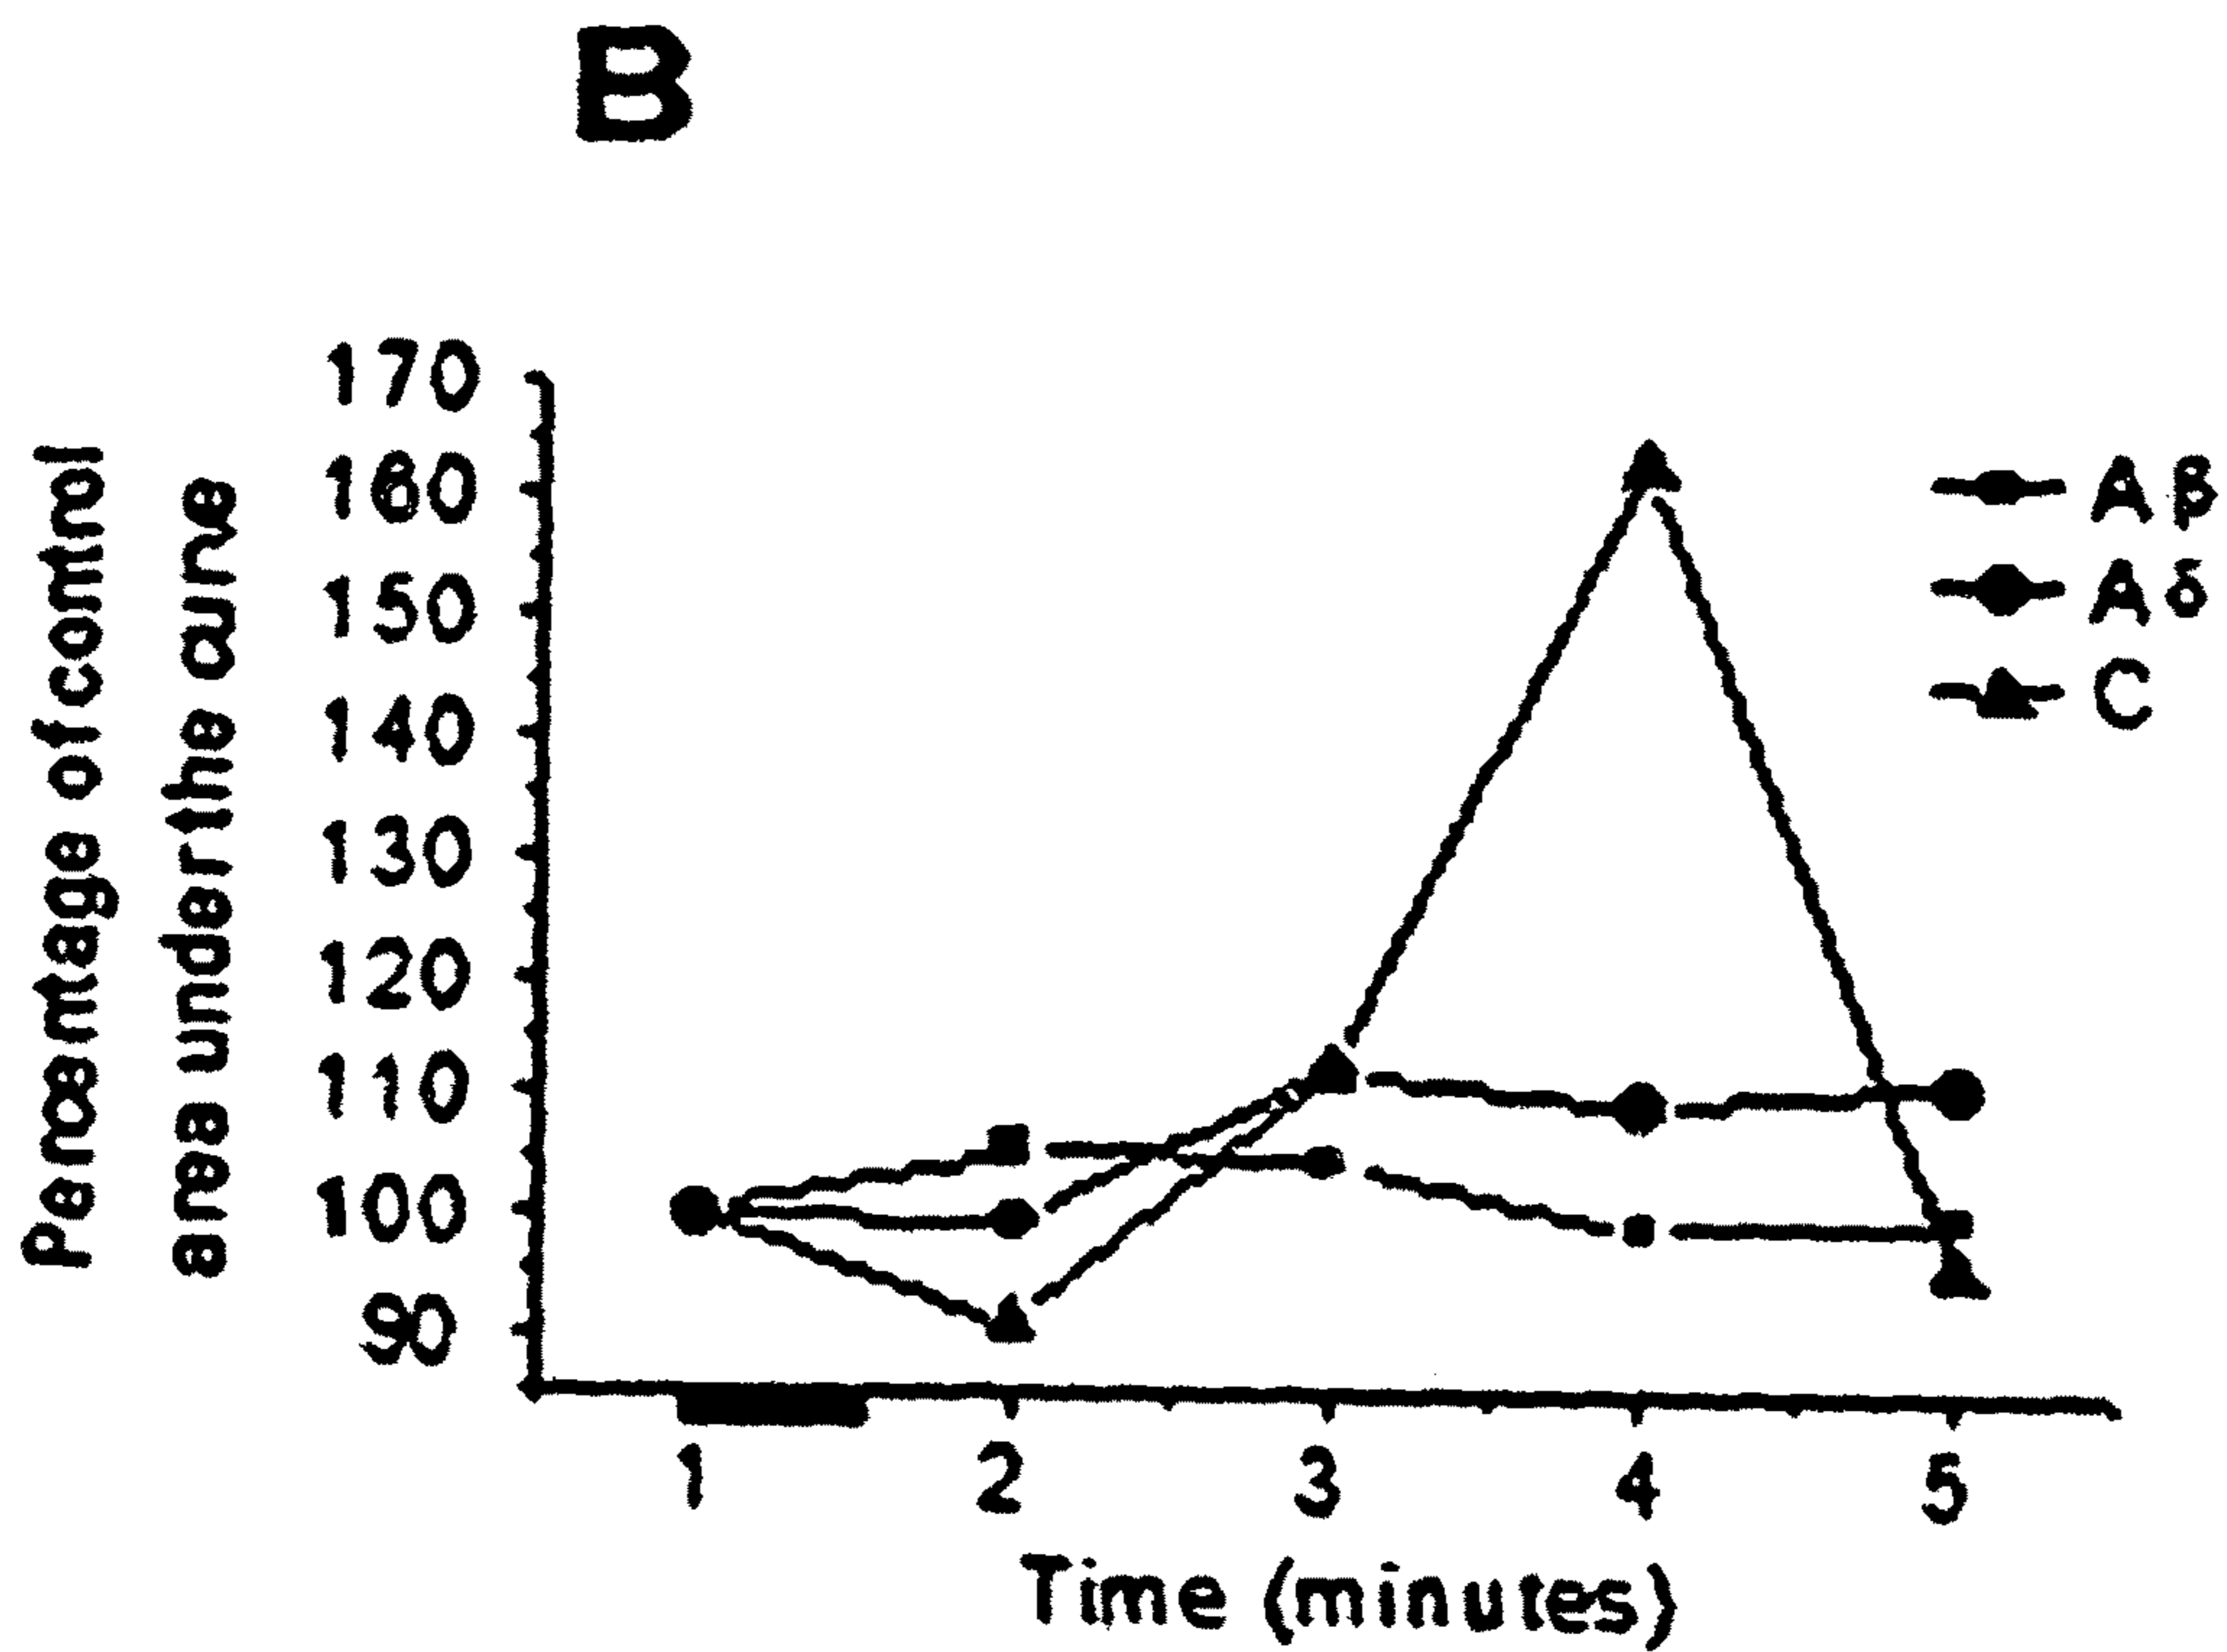 B
Percentage of control
area under the curve
170
160
150
140
130
120
110
100
90
Aβ
Aδ
C
1 2 3 4 5
Time (minutes)